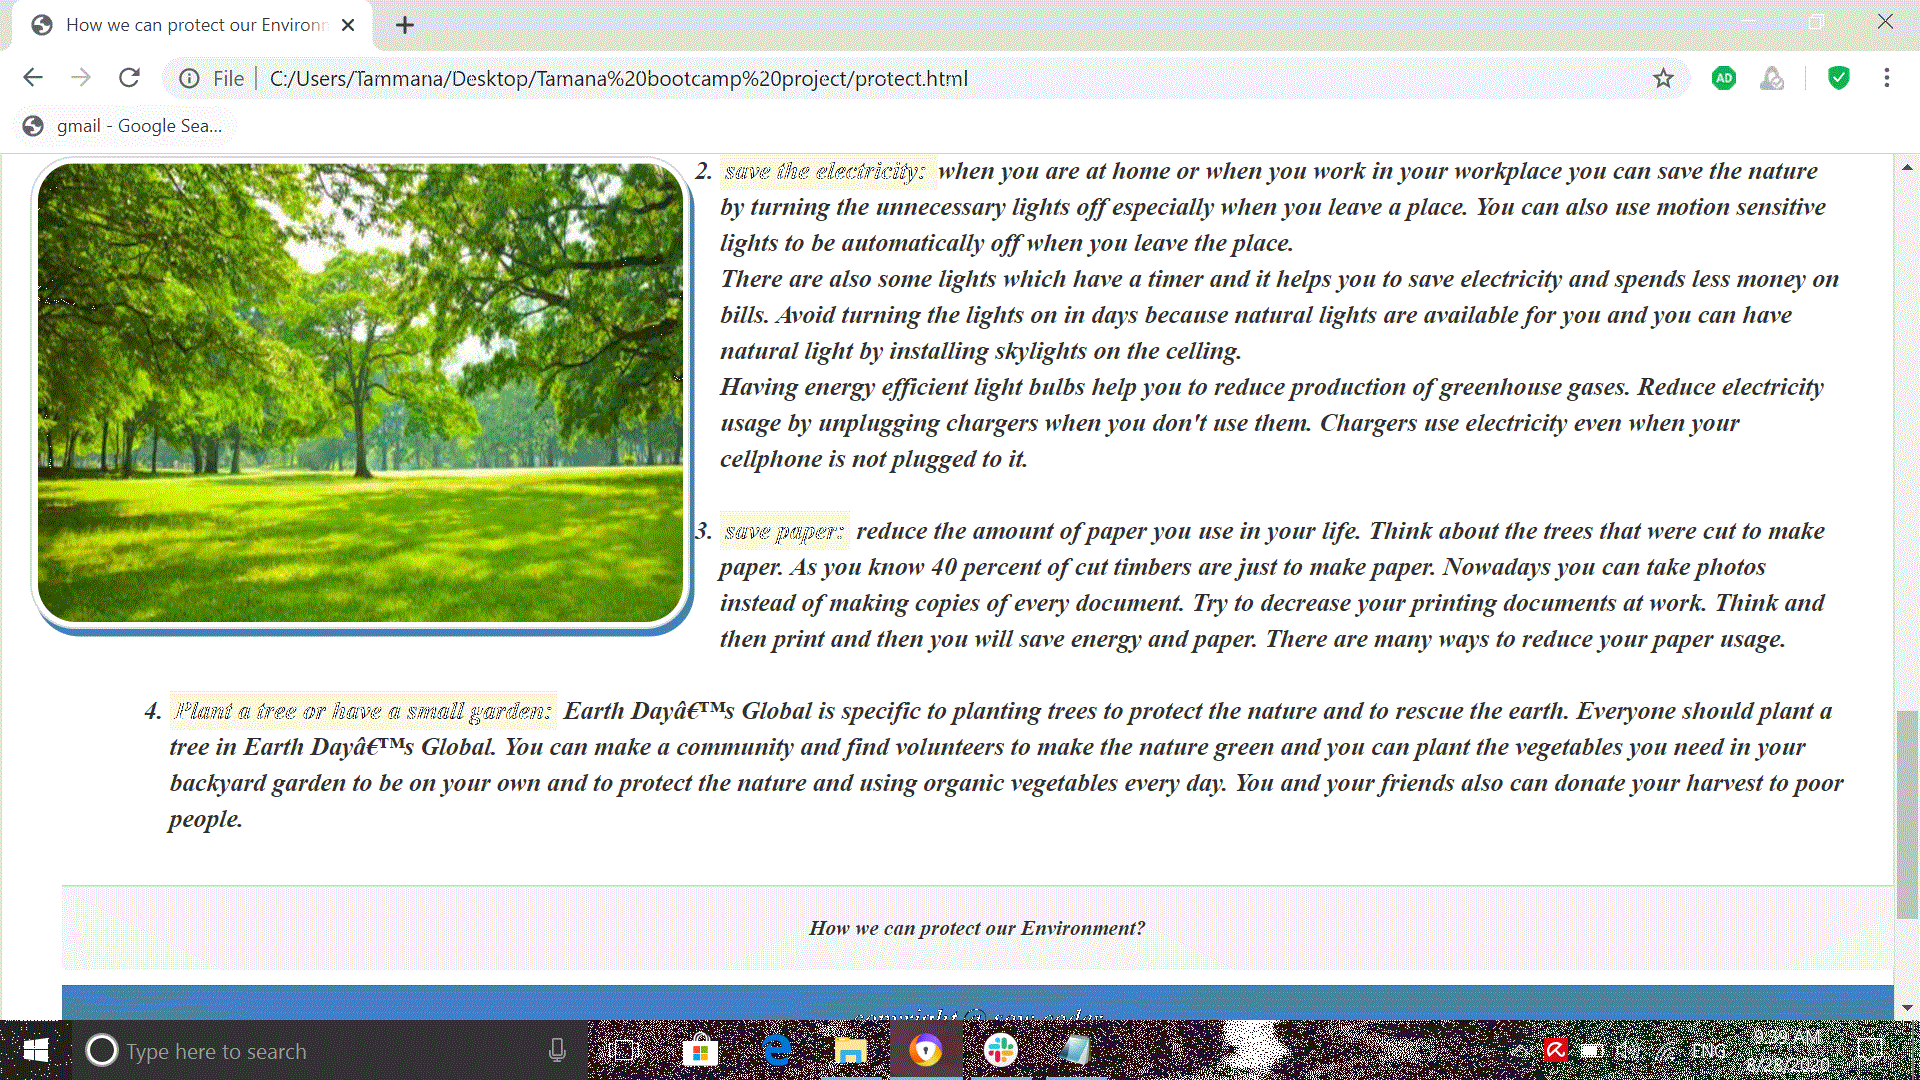 How we can protect our Environm
File
C:/Users/Tammana/Desktop/Tamana%20bootcamp%20project/protect.html
AD
gmail - Google Sea...
2. save the electricity: when you are at home or when you work in your workplace you can save the nature
by turning the unnecessary lights off especially when you leave a place. You can also use motion sensitive
lights to be automatically off when you leave the place.
There are also some lights which have a timer and it helps you to save electricity and spends less money on
bills. Avoid turning the lights on in days because natural lights are available for you and you can have
natural light by installing skylights on the celling.
Having energy efficient light bulbs help you to reduce production of greenhouse gases. Reduce electricity
usage by unplugging chargers when you don't use them. Chargers use electricity even when your
cellphone is not plugged to it.
3. save paper: reduce the amount of paper you use in your life. Think about the trees that were cut to make
paper. As you know 40 percent of cut timbers are just to make paper. Nowadays you can take photos
instead of making copies of every document. Try to decrease your printing documents at work. Think and
then print and then you will save energy and paper. There are many ways to reduce your paper usage.
4. Plant a tree or have a small garden: Earth Dayâ€™s Global is specific to planting trees to protect the nature and to rescue the earth. Everyone should plant a
tree in Earth Dayâ€™s Global. You can make a community and find volunteers to make the nature green and you can plant the vegetables you need in your
backyard garden to be on your own and to protect the nature and using organic vegetables every day. You and your friends also can donate your harvest to poor
people.
How we can protect our Environment?
Type here to search
ENG
9:59 AM